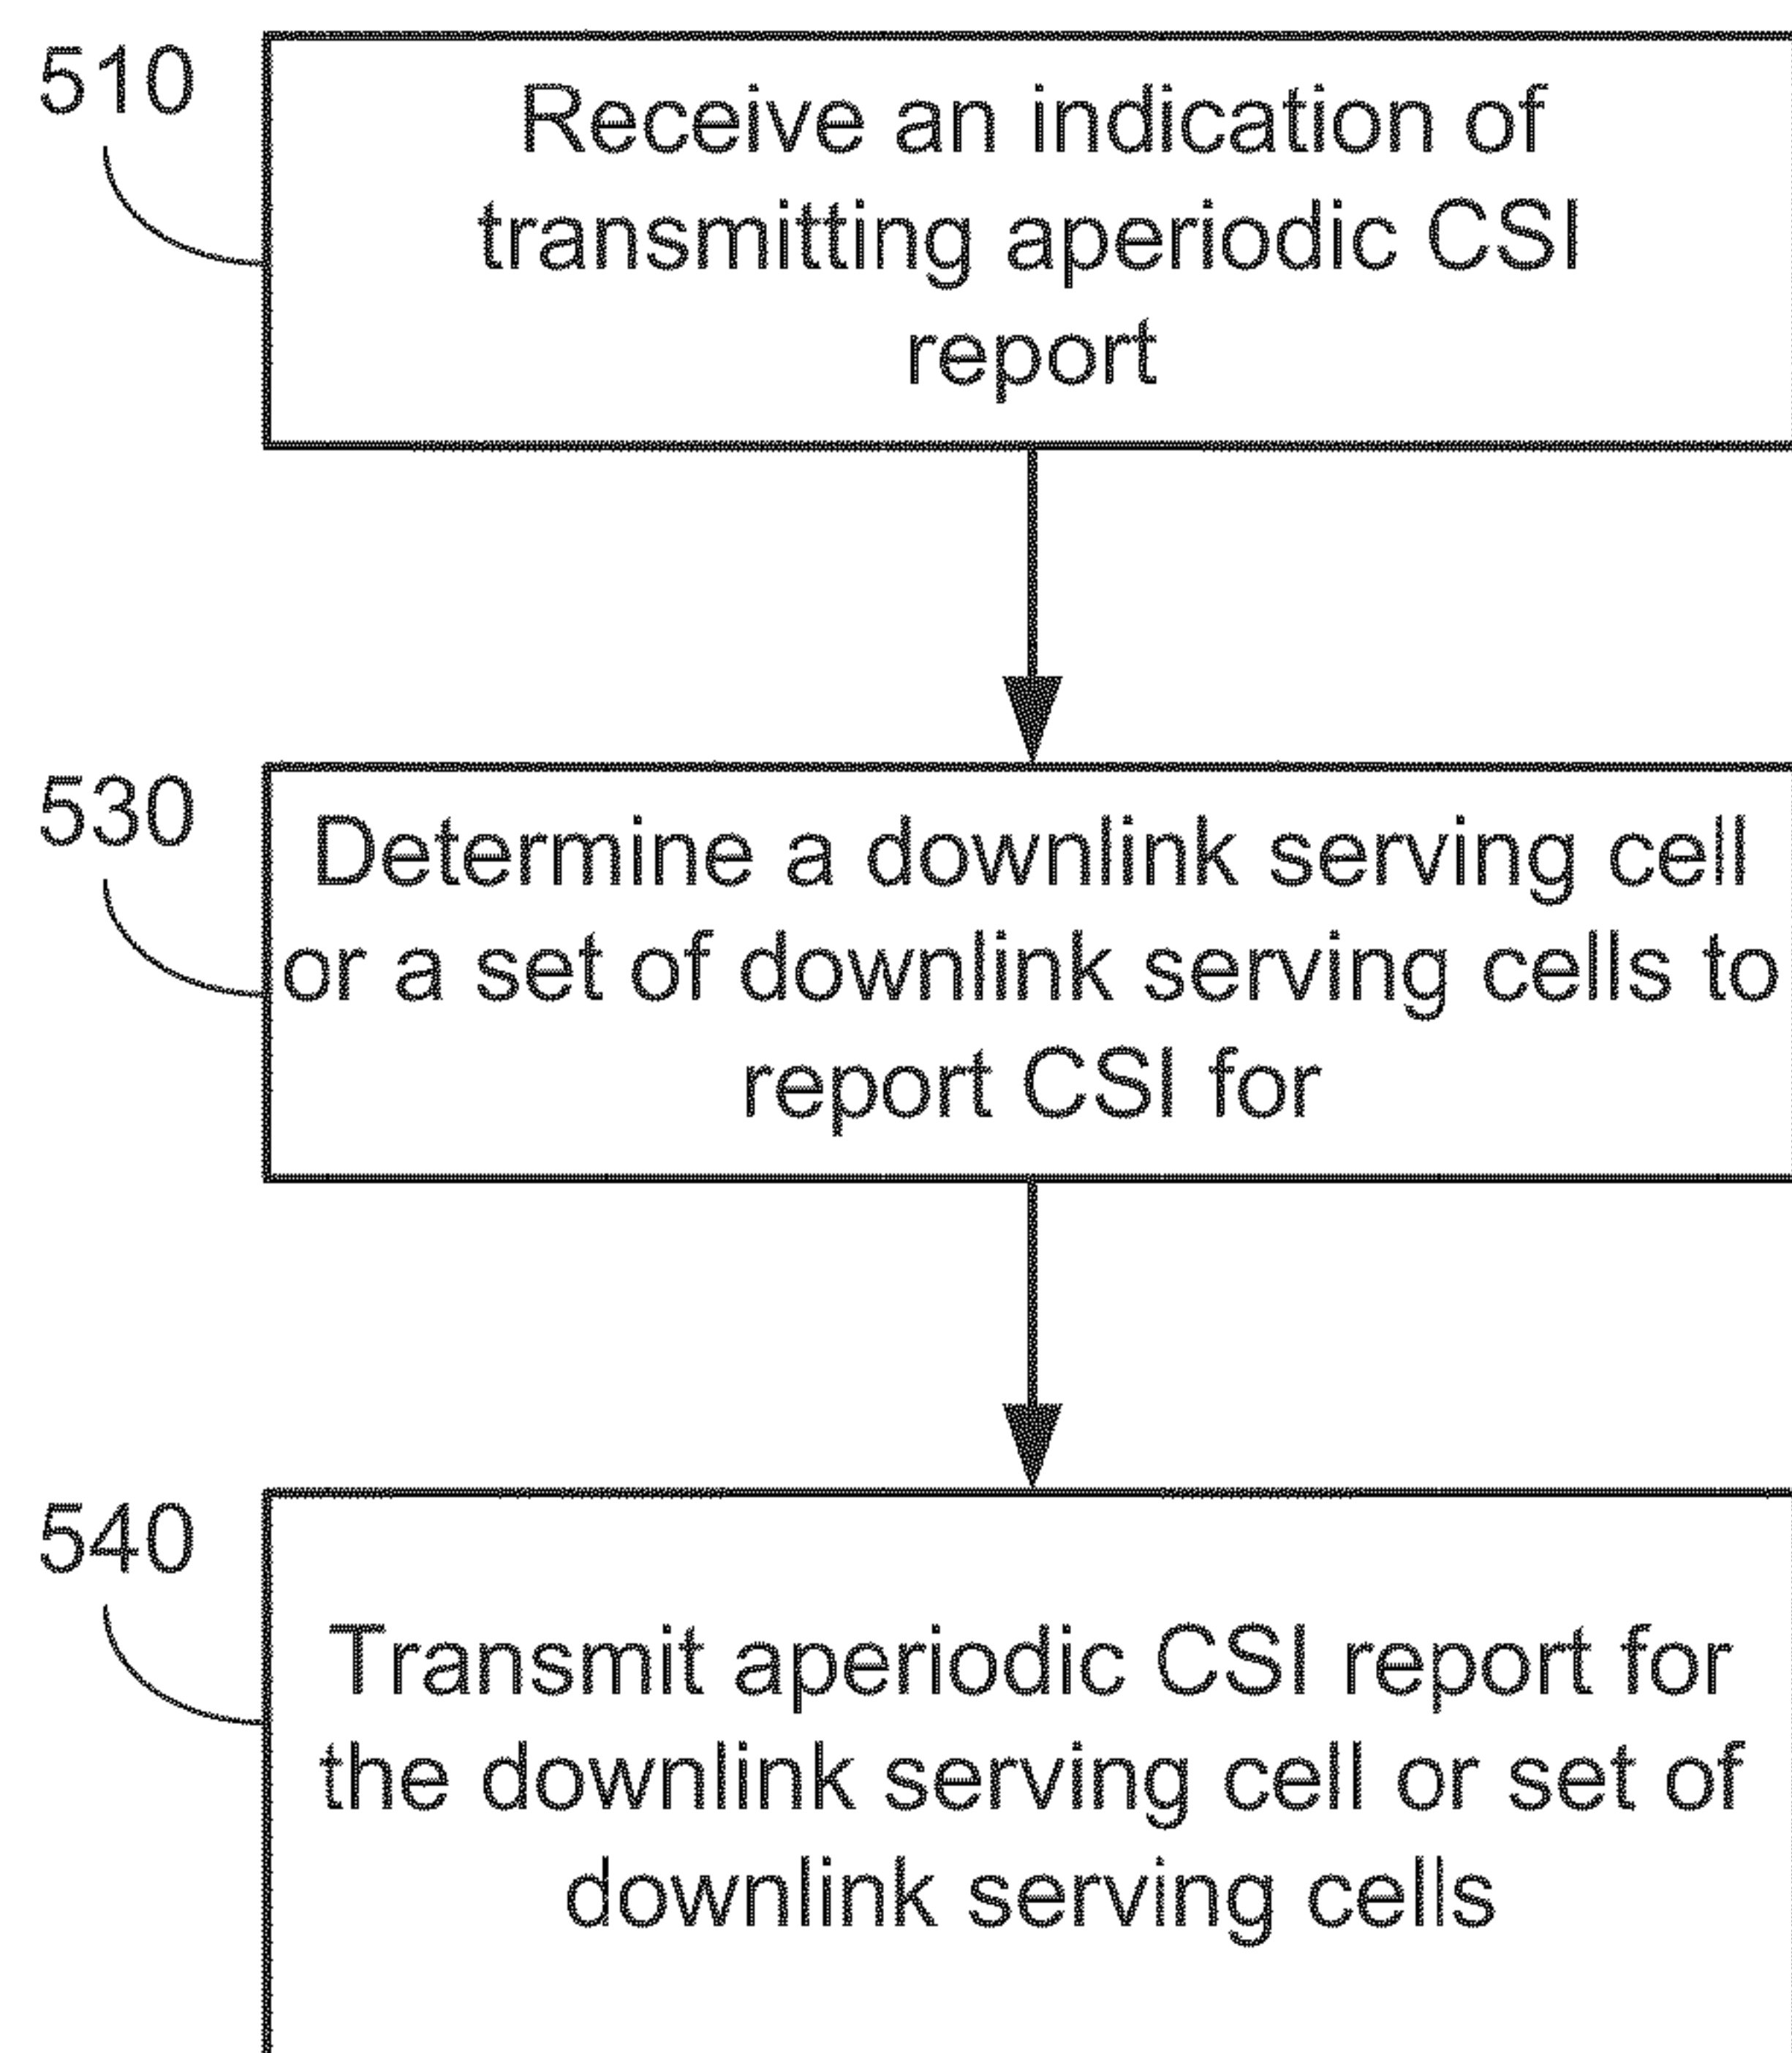 510
Receive an indication of
transmitting aperiodic CSI
report
530
Determine a downlink serving cell
or a set of downlink serving cells to
report CSI for
540
Transmit aperiodic CSI report for
the downlink serving cell or set of
downlink serving cells